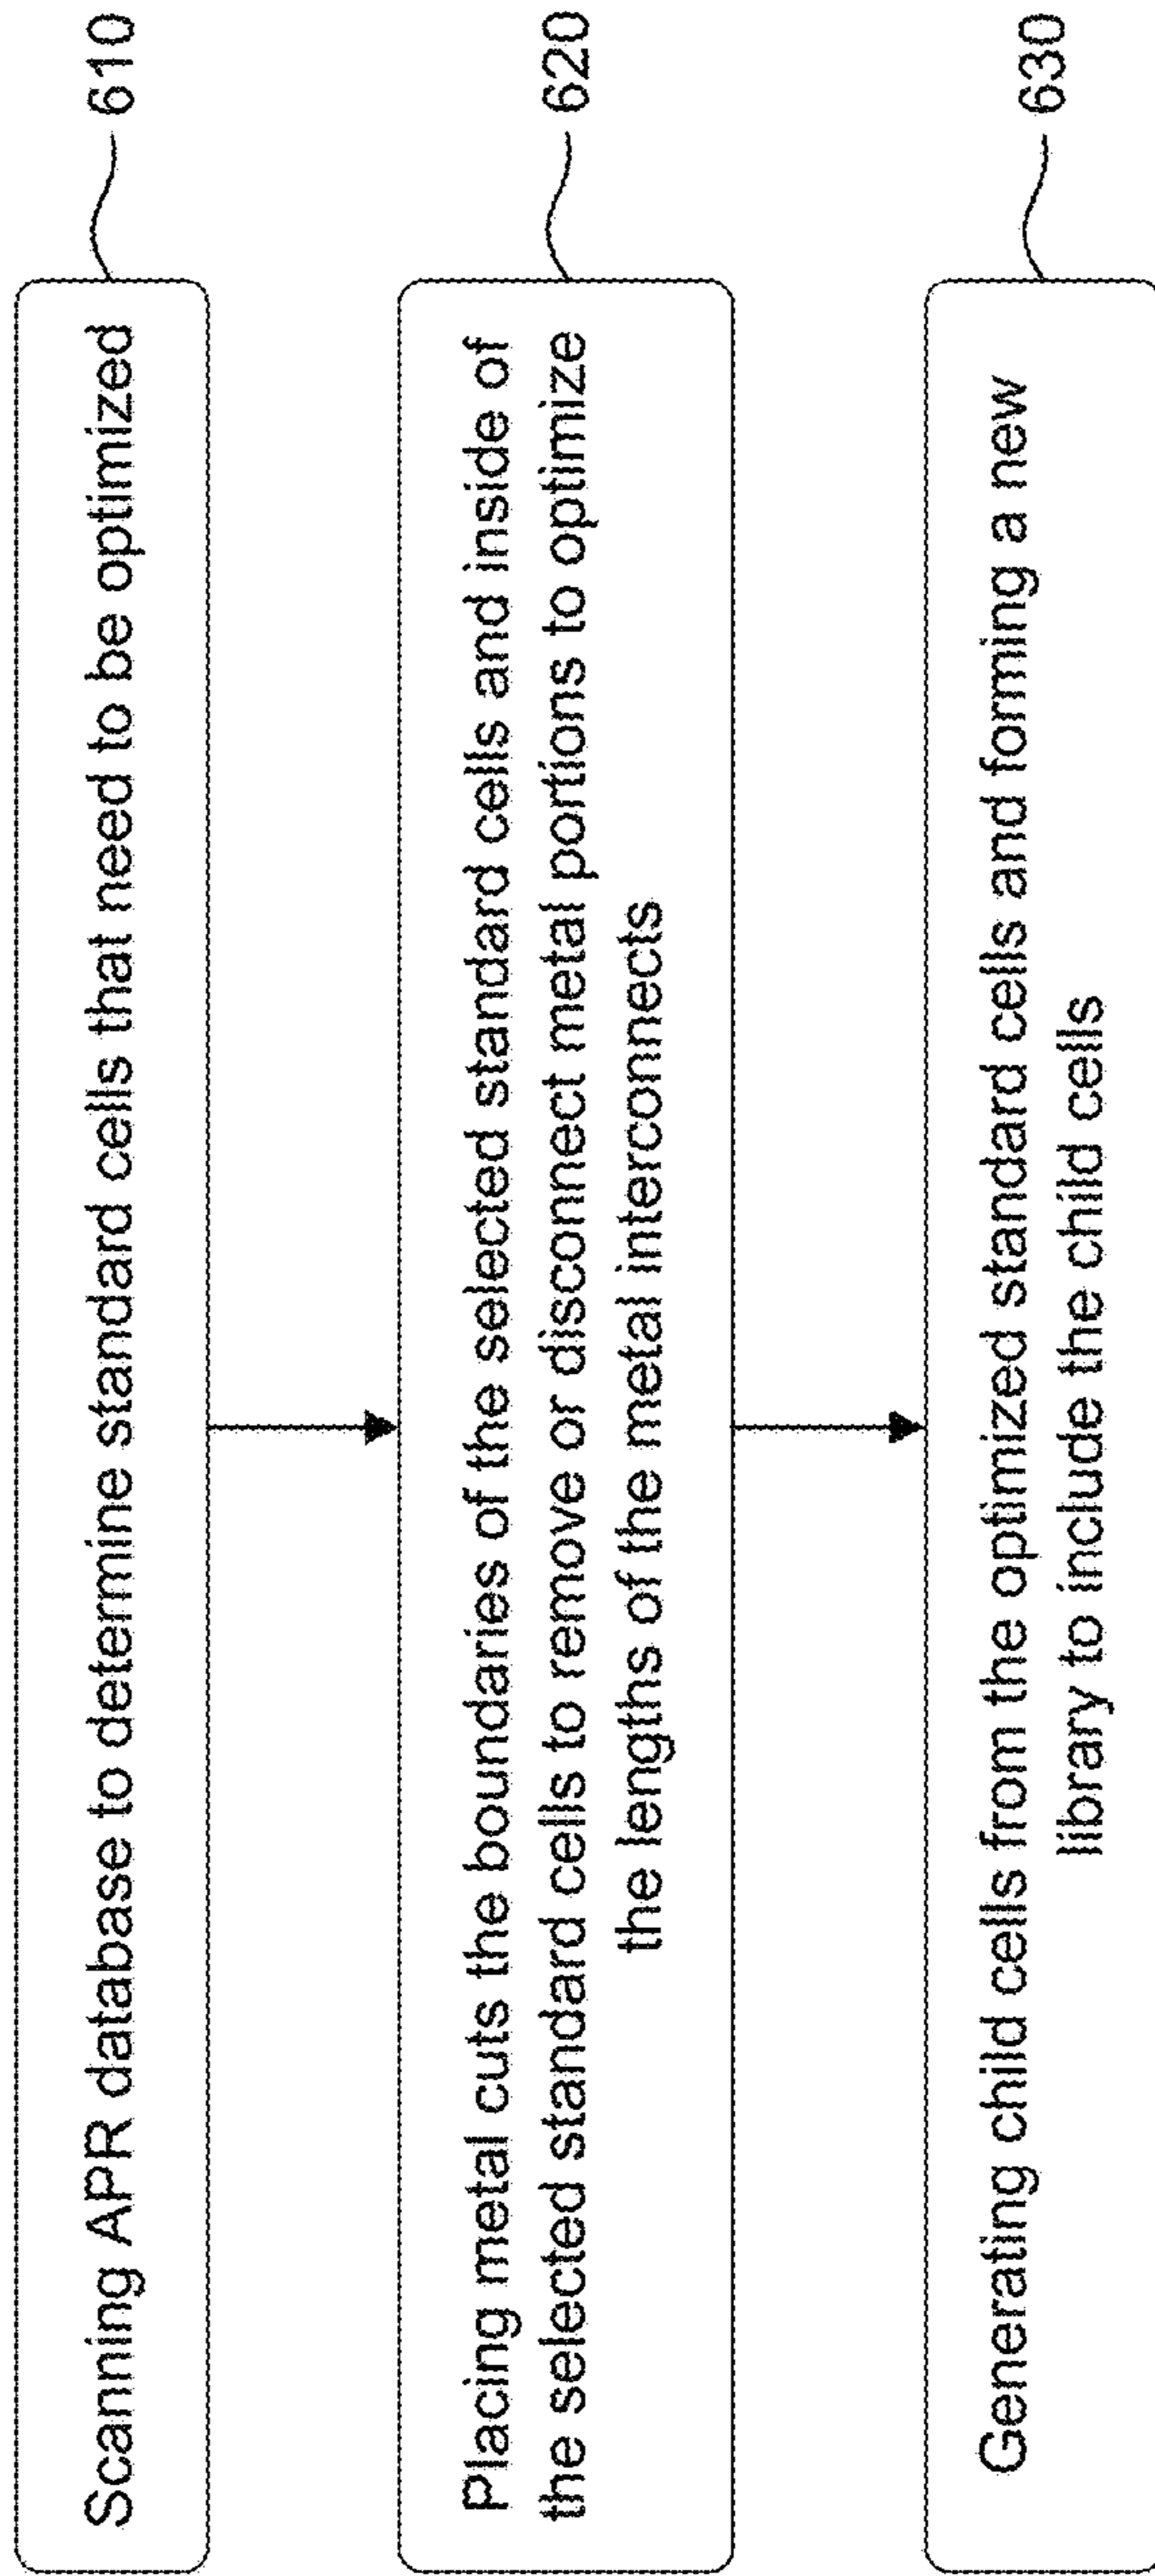 Scanning APR database to determine standard cells that need to be optimized
610
Placing metal cuts the boundaries of the selected standard cells and inside of
the selected standard cells to remove or disconnect metal portions to optimize
the lengths of the metal interconnects
620
Generating child cells from the optimized standard cells and forming a new
library to include the child cells
630